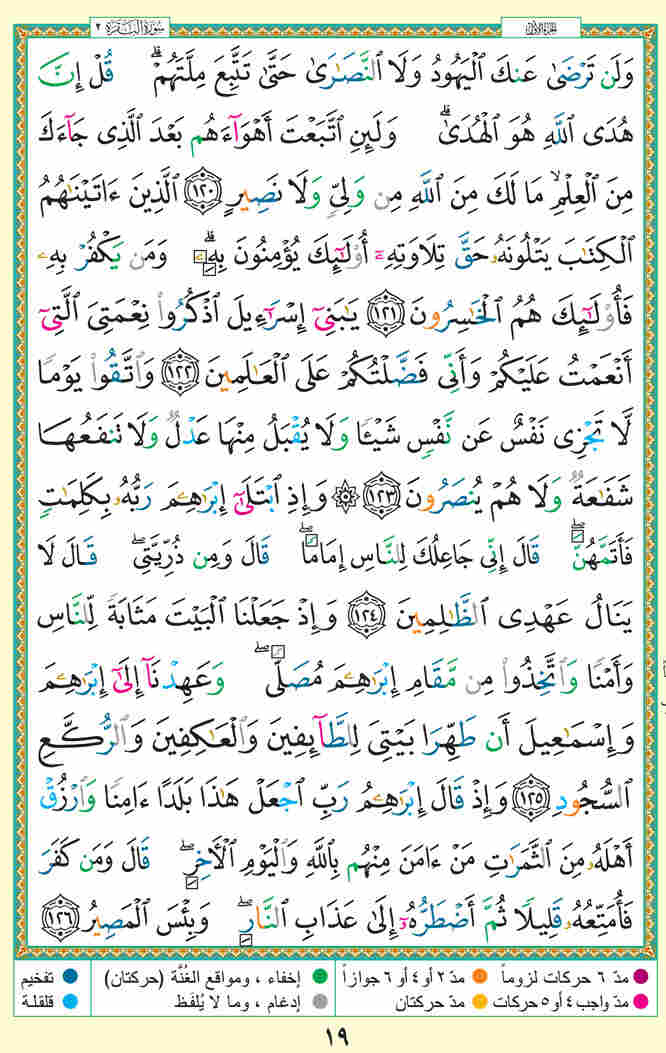 سُورَةُ البَقَرَة ٢
الجزء الأول
وَلَن تَرْضَىٰ عَنكَ ٱلْيَهُودُ وَلَا ٱلنَّصَٰرَىٰ حَتَّىٰ تَتَّبِعَ مِلَّتَهُمْ ۗ قُلْ إِنَّ
هُدَى ٱللَّهِ هُوَ ٱلْهُدَىٰ ۗ وَلَئِنِ ٱتَّبَعْتَ أَهْوَآءَهُم بَعْدَ ٱلَّذِى جَآءَكَ
مِنَ ٱلْعِلْمِ ۙ مَا لَكَ مِنَ ٱللَّهِ مِن وَلِىٍّ وَلَا نَصِيرٍ ﴿١٢٠﴾ ٱلَّذِينَ ءَاتَيْنَٰهُمُ
ٱلْكِتَٰبَ يَتْلُونَهُۥ حَقَّ تِلَاوَتِهِۦٓ أُو۟لَٰٓئِكَ يُؤْمِنُونَ بِهِۦ ۗ وَمَن يَكْفُرْ بِهِۦ
فَأُو۟لَٰٓئِكَ هُمُ ٱلْخَٰسِرُونَ ﴿١٢١﴾ يَٰبَنِىٓ إِسْرَٰٓءِيلَ ٱذْكُرُوا۟ نِعْمَتِىَ ٱلَّتِىٓ
أَنْعَمْتُ عَلَيْكُمْ وَأَنِّى فَضَّلْتُكُمْ عَلَى ٱلْعَٰلَمِينَ ﴿١٢٢﴾ وَٱتَّقُوا۟ يَوْمًا
لَّا تَجْزِى نَفْسٌ عَن نَّفْسٍ شَيْـًٔا وَلَا يُقْبَلُ مِنْهَا عَدْلٌ وَلَا تَنفَعُهَا
شَفَٰعَةٌ وَلَا هُمْ يُنصَرُونَ ﴿١٢٣﴾ ۞ وَإِذِ ٱبْتَلَىٰٓ إِبْرَٰهِـۧمَ رَبُّهُۥ بِكَلِمَٰتٍ
فَأَتَمَّهُنَّ ۖ قَالَ إِنِّى جَاعِلُكَ لِلنَّاسِ إِمَامًا ۖ قَالَ وَمِن ذُرِّيَّتِى ۖ قَالَ لَا
يَنَالُ عَهْدِى ٱلظَّٰلِمِينَ ﴿١٢٤﴾ وَإِذْ جَعَلْنَا ٱلْبَيْتَ مَثَابَةً لِّلنَّاسِ
وَأَمْنًا وَٱتَّخِذُوا۟ مِن مَّقَامِ إِبْرَٰهِـۧمَ مُصَلًّى ۖ وَعَهِدْنَآ إِلَىٰٓ إِبْرَٰهِـۧمَ
وَإِسْمَٰعِيلَ أَن طَهِّرَا بَيْتِىَ لِلطَّآئِفِينَ وَٱلْعَٰكِفِينَ وَٱلرُّكَّعِ
ٱلسُّجُودِ ﴿١٢٥﴾ وَإِذْ قَالَ إِبْرَٰهِـۧمُ رَبِّ ٱجْعَلْ هَٰذَا بَلَدًا ءَامِنًا وَٱرْزُقْ
أَهْلَهُۥ مِنَ ٱلثَّمَرَٰتِ مَنْ ءَامَنَ مِنْهُم بِٱللَّهِ وَٱلْيَوْمِ ٱلْءَاخِرِ ۖ قَالَ وَمَن كَفَرَ
فَأُمَتِّعُهُۥ قَلِيلًا ثُمَّ أَضْطَرُّهُۥٓ إِلَىٰ عَذَابِ ٱلنَّارِ ۖ وَبِئْسَ ٱلْمَصِيرُ ﴿١٢٦﴾
مدّ ٦ حركات لزوماً مدّ ٢ أو ٤ أو ٦ جوازاً إخفاء ، ومواقع الغُنَّة (حركتان) تفخيم
مدّ واجب ٤ أو ٥ حركات مدّ حركتان إدغام ، وما لا يُلفَظ قلقلة
١٩